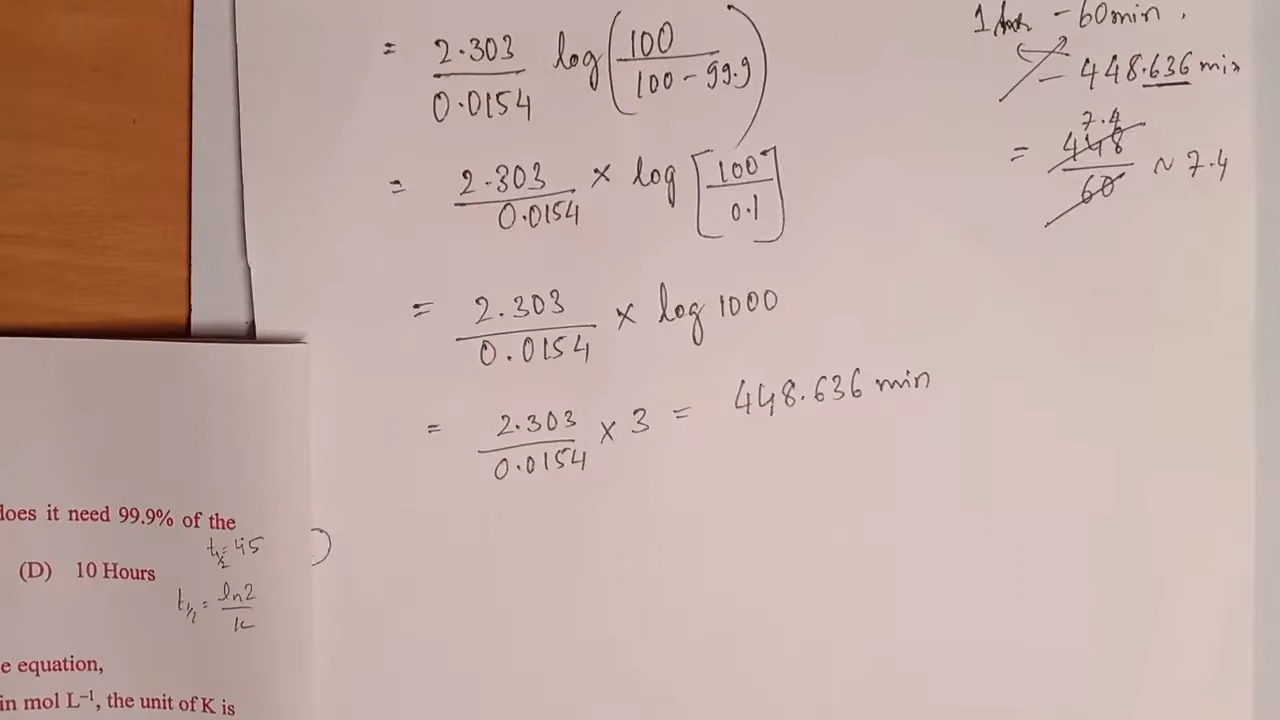 = 2.303/0.0154 log(100/100-99.9)
= 2.303/0.0154 × log[100/0.1]
= 2.303/0.0154 × log 1000
= 2.303/0.0154 × 3 = 448.636 min
1 - 60min.
- 448.636 min
7.4
= 448/60 ~ 7.4
does it need 99.9% of the
t½=45
(D) 10 Hours
t½ = ln2/k
e equation,
in mol L⁻¹, the unit of K is